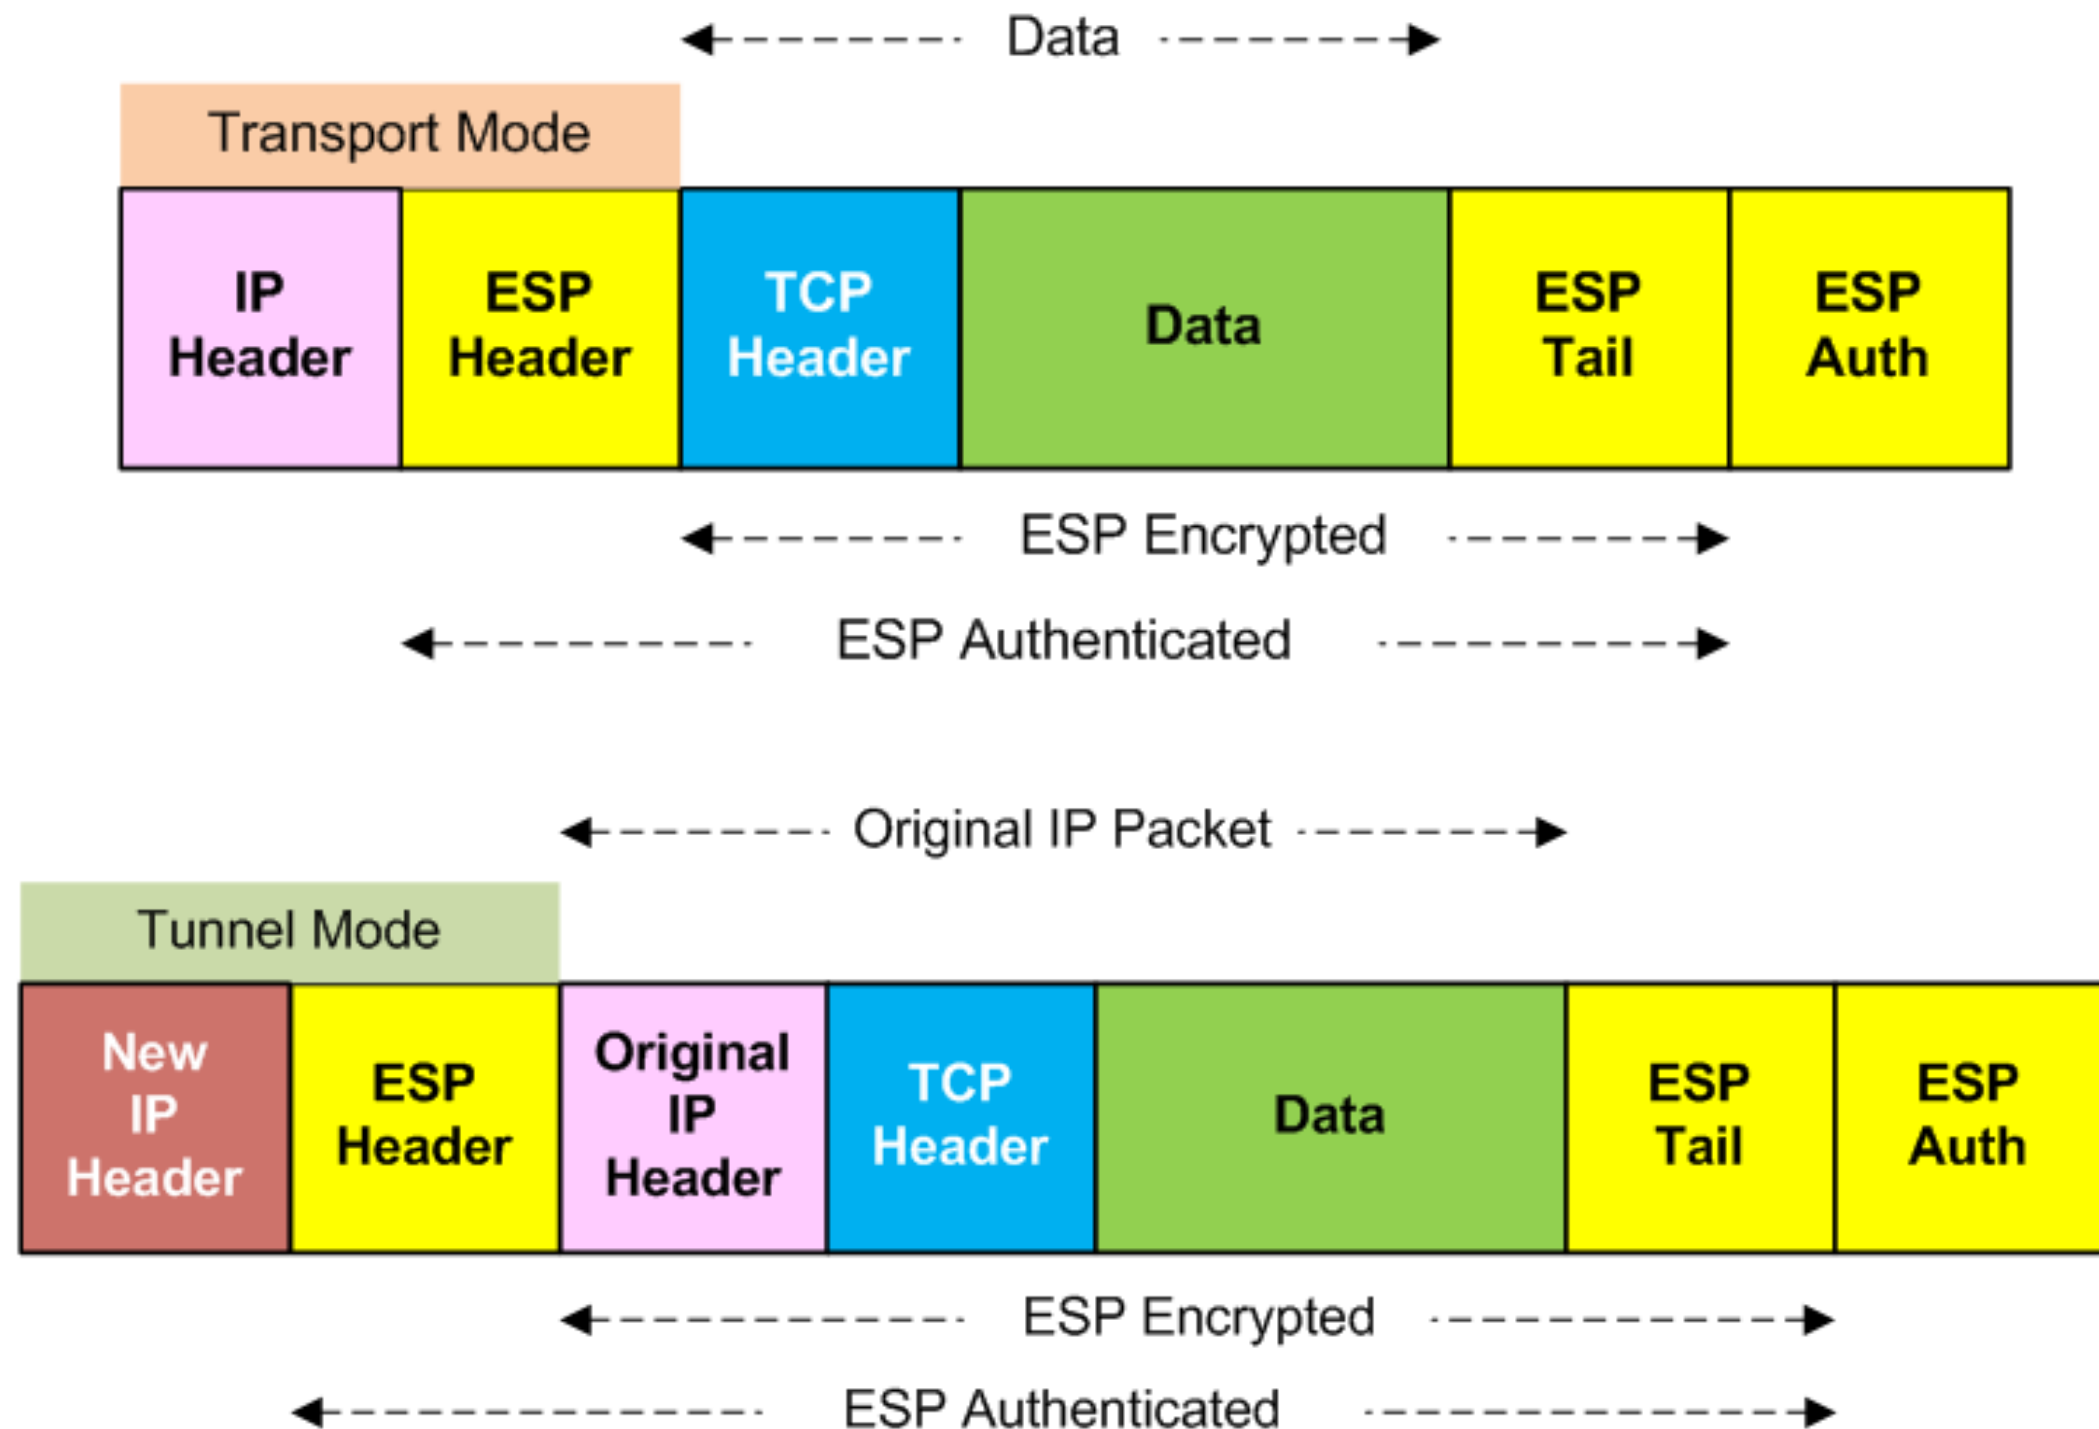 Data
Transport Mode
IP
Header
ESP
Header
TCP
Header
Data
ESP
Tail
ESP
Auth
ESP Encrypted
ESP Authenticated
Original IP Packet
Tunnel Mode
New
IP
Header
ESP
Header
Original
IP
Header
TCP
Header
Data
ESP
Tail
ESP
Auth
ESP Encrypted
ESP Authenticated